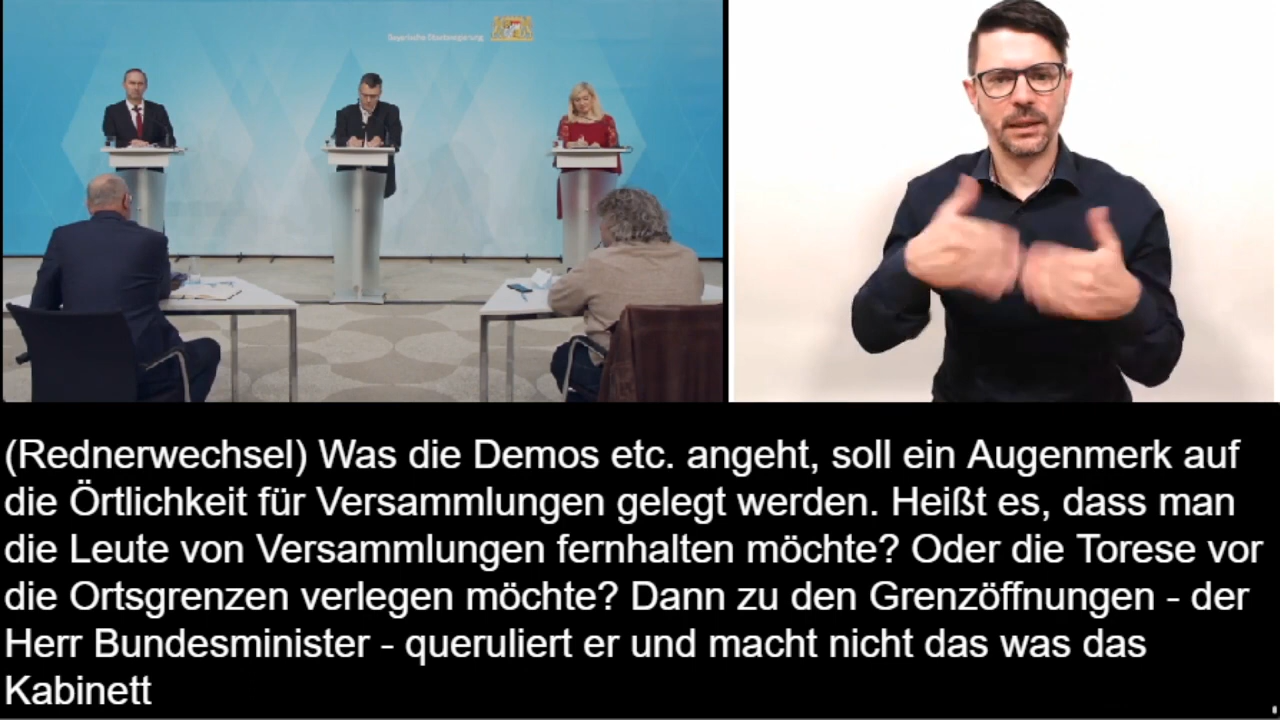 Bayerische Staatsregierung
(Rednerwechsel) Was die Demos etc. angeht, soll ein Augenmerk auf
die Örtlichkeit für Versammlungen gelegt werden. Heißt es, dass man
die Leute von Versammlungen fernhalten möchte? Oder die Torese vor
die Ortsgrenzen verlegen möchte? Dann zu den Grenzöffnungen - der
Herr Bundesminister - queruliert er und macht nicht das was das
Kabinett